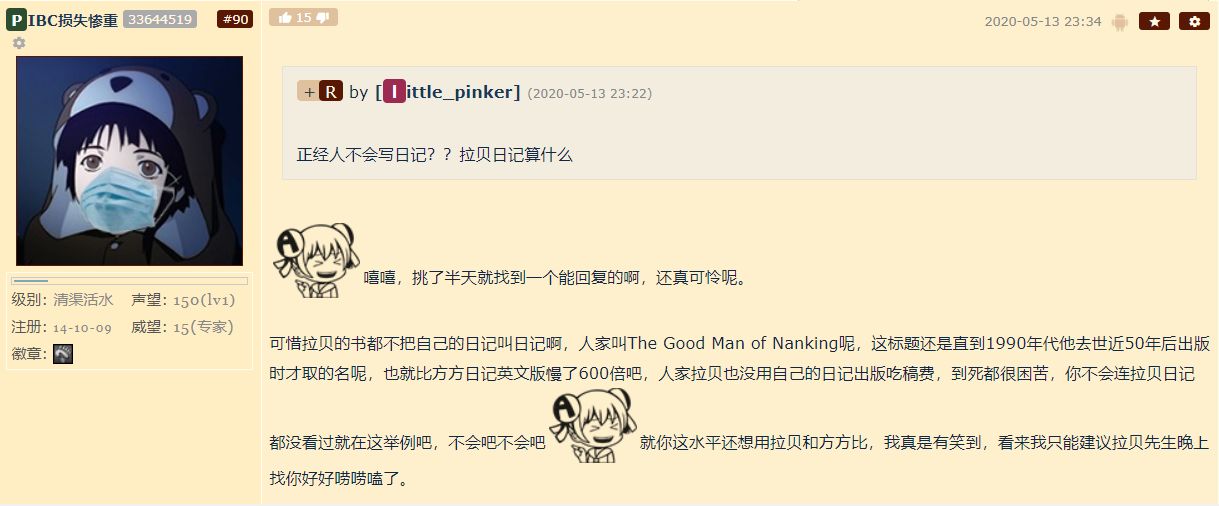 P IBC损失惨重 33644519 #90
15
2020-05-13 23:34
+ R by [little_pinker] (2020-05-13 23:22)
正经人不会写日记？？拉贝日记算什么
A
嘻嘻，挑了半天就找到一个能回复的啊，还真可怜呢。
级别: 清渠活水 声望: 150(lv1)
注册: 14-10-09 威望: 15(专家)
徽章:
可惜拉贝的书都不把自己的日记叫日记啊，人家叫The Good Man of Nanking呢，这标题还是直到1990年代他去世近50年后出版
时才取的名呢，也就比方方日记英文版慢了600倍吧，人家拉贝也没用自己的日记出版吃稿费，到死都很困苦，你不会连拉贝日记
都没看过就在这举例吧，不会吧不会吧 A 就你这水平还想用拉贝和方方比，我真是有笑到，看来我只能建议拉贝先生晚上
找你好好唠唠嗑了。